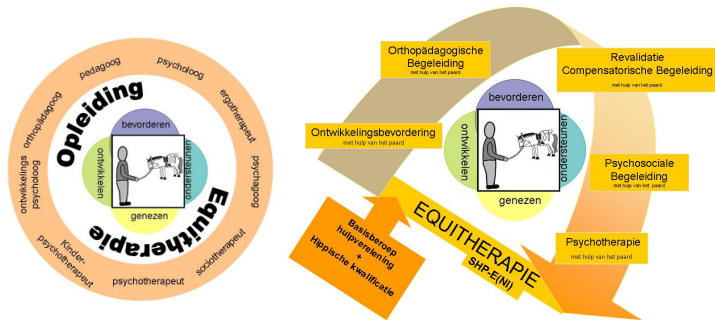 pedagoog
psycholoog
ergotherapeut
psychagoog
sociotherapeut
psychotherapeut
Kinder-
psychotherapeut
ontwikkelings
psycholoog
orthopädagoog
Opleiding
Equitherapie
bevorderen
ontwikkelen
ondersteunen
genezen
Orthopädagogische
Begeleiding
met hulp van het paard
Revalidatie
Compensatorische Begeleiding
met hulp van het paard
Ontwikkelingsbevordering
met hulp van het paard
bevorderen
ontwikkelen
ondersteunen
genezen
Psychosociale
Begeleiding
met hulp van het paard
Psychotherapie
met hulp van het paard
EQUITHERAPIE
SHP-E(Nl)
Basisberoep
hulpverelening
+
Hippische kwalificatie